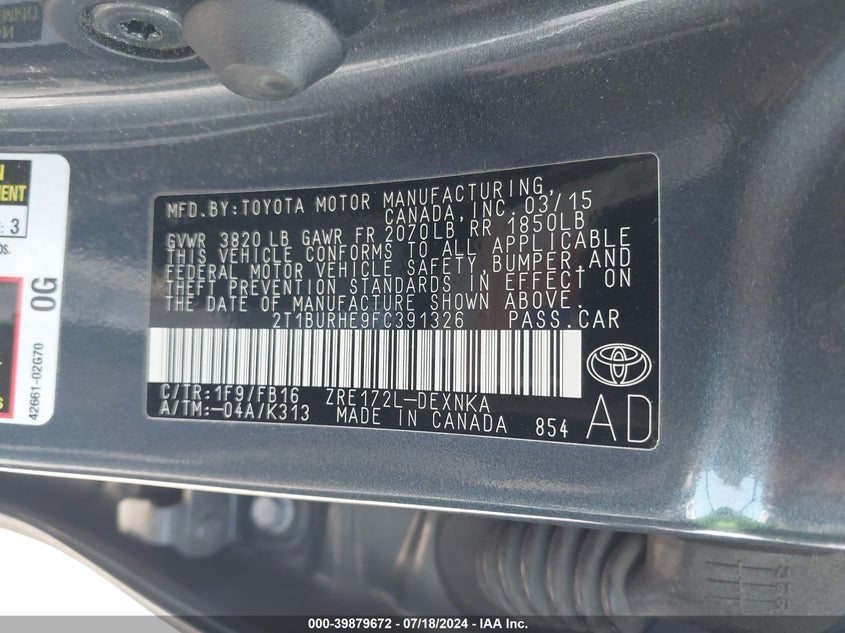 MFD.BY:TOYOTA MOTOR MANUFACTURING,
CANADA,INC. 03/15
GVWR 3820 LB GAWR FR 2070LB RR 1850LB
THIS VEHICLE CONFORMS TO ALL APPLICABLE
FEDERAL MOTOR VEHICLE SAFETY,BUMPER,AND
THEFT PREVENTION STANDARDS IN EFFECT ON
THE DATE OF MANUFACTURE SHOWN ABOVE.
2T1BURHE9FC391326 PASS.CAR
C/TR:1F9/FB16 ZRE172L-DEXNKA
A/TM:-04A/K313 MADE IN CANADA 854
AD
: 3
0G
42661-02G70
000-39879672 - 07/18/2024 - IAA Inc.